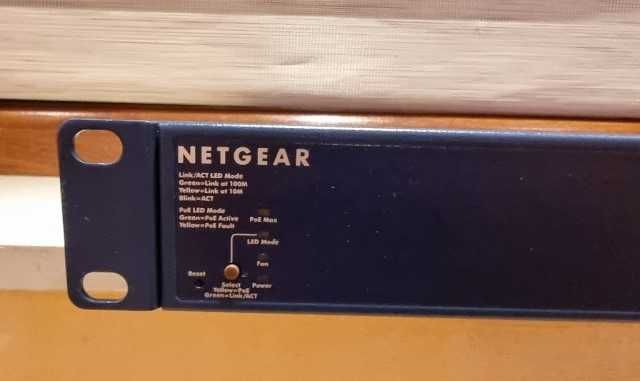 NETGEAR
Link/ACT LED Mode
Green=Link at 100M
Yellow=Link at 10M
Blink=ACT
PoE LED Mode
Green=PoE Active
Yellow=PoE Fault
PoE Max
LED Mode
Fan
Reset
Select
Power
Yellow=PoE
Green=Link/ACT